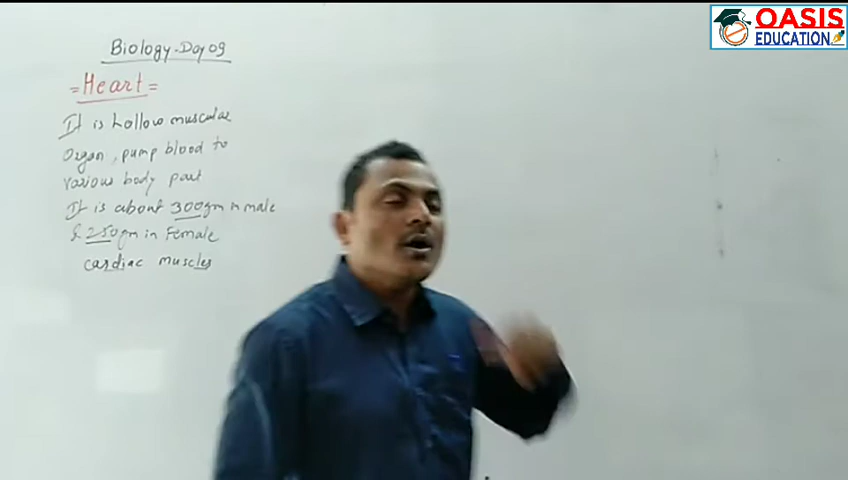 Biology-Day 09
=Heart=
It is hollow muscular
Organ, pump blood to
various body part
It is about 300gm n male
& 250gm in Female
cardiac muscles
OASIS
EDUCATION